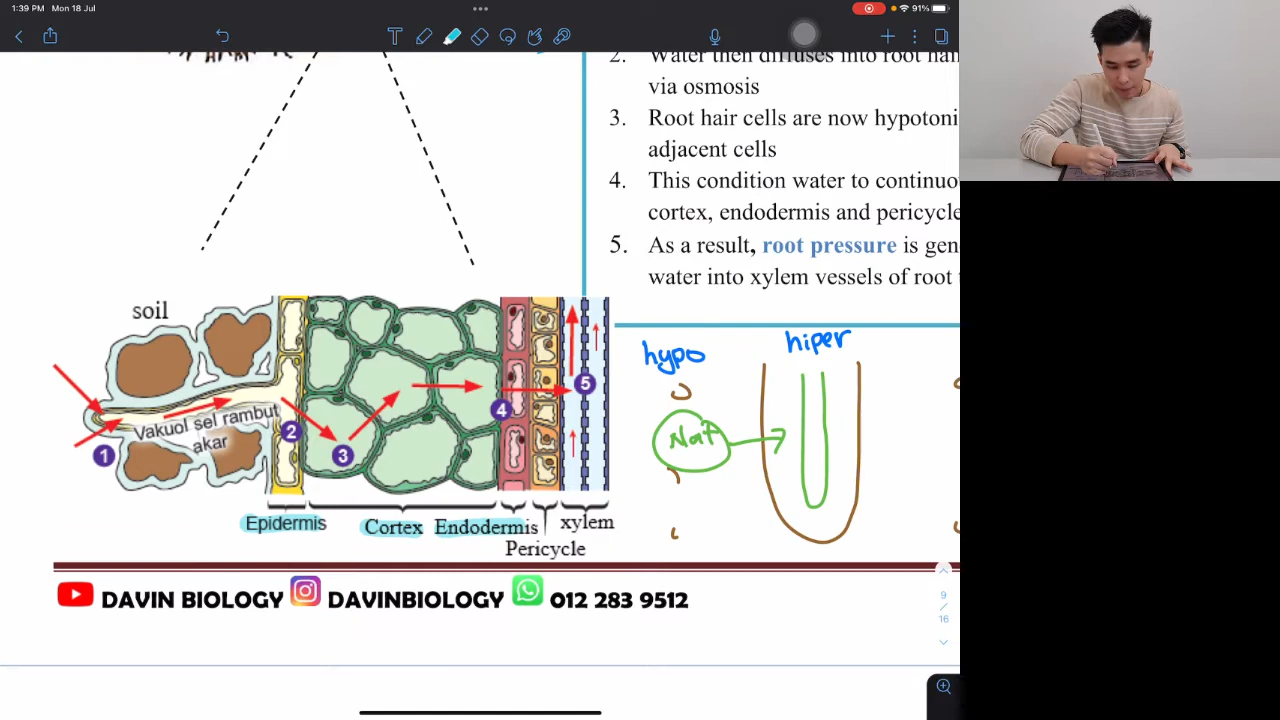 1:39 PM Mon 18 Jul
91%
2. Water then diffuses into root hair
via osmosis
3. Root hair cells are now hypotoni
adjacent cells
4. This condition water to continuo
cortex, endodermis and pericycle
5. As a result, root pressure is gen
water into xylem vessels of root
soil
Vakuol sel rambut
akar
1
2
3
4
5
Epidermis
Cortex
Endodermis
xylem
Pericycle
hypo
hiper
Na+
DAVIN BIOLOGY
DAVINBIOLOGY
012 283 9512
9
/
16